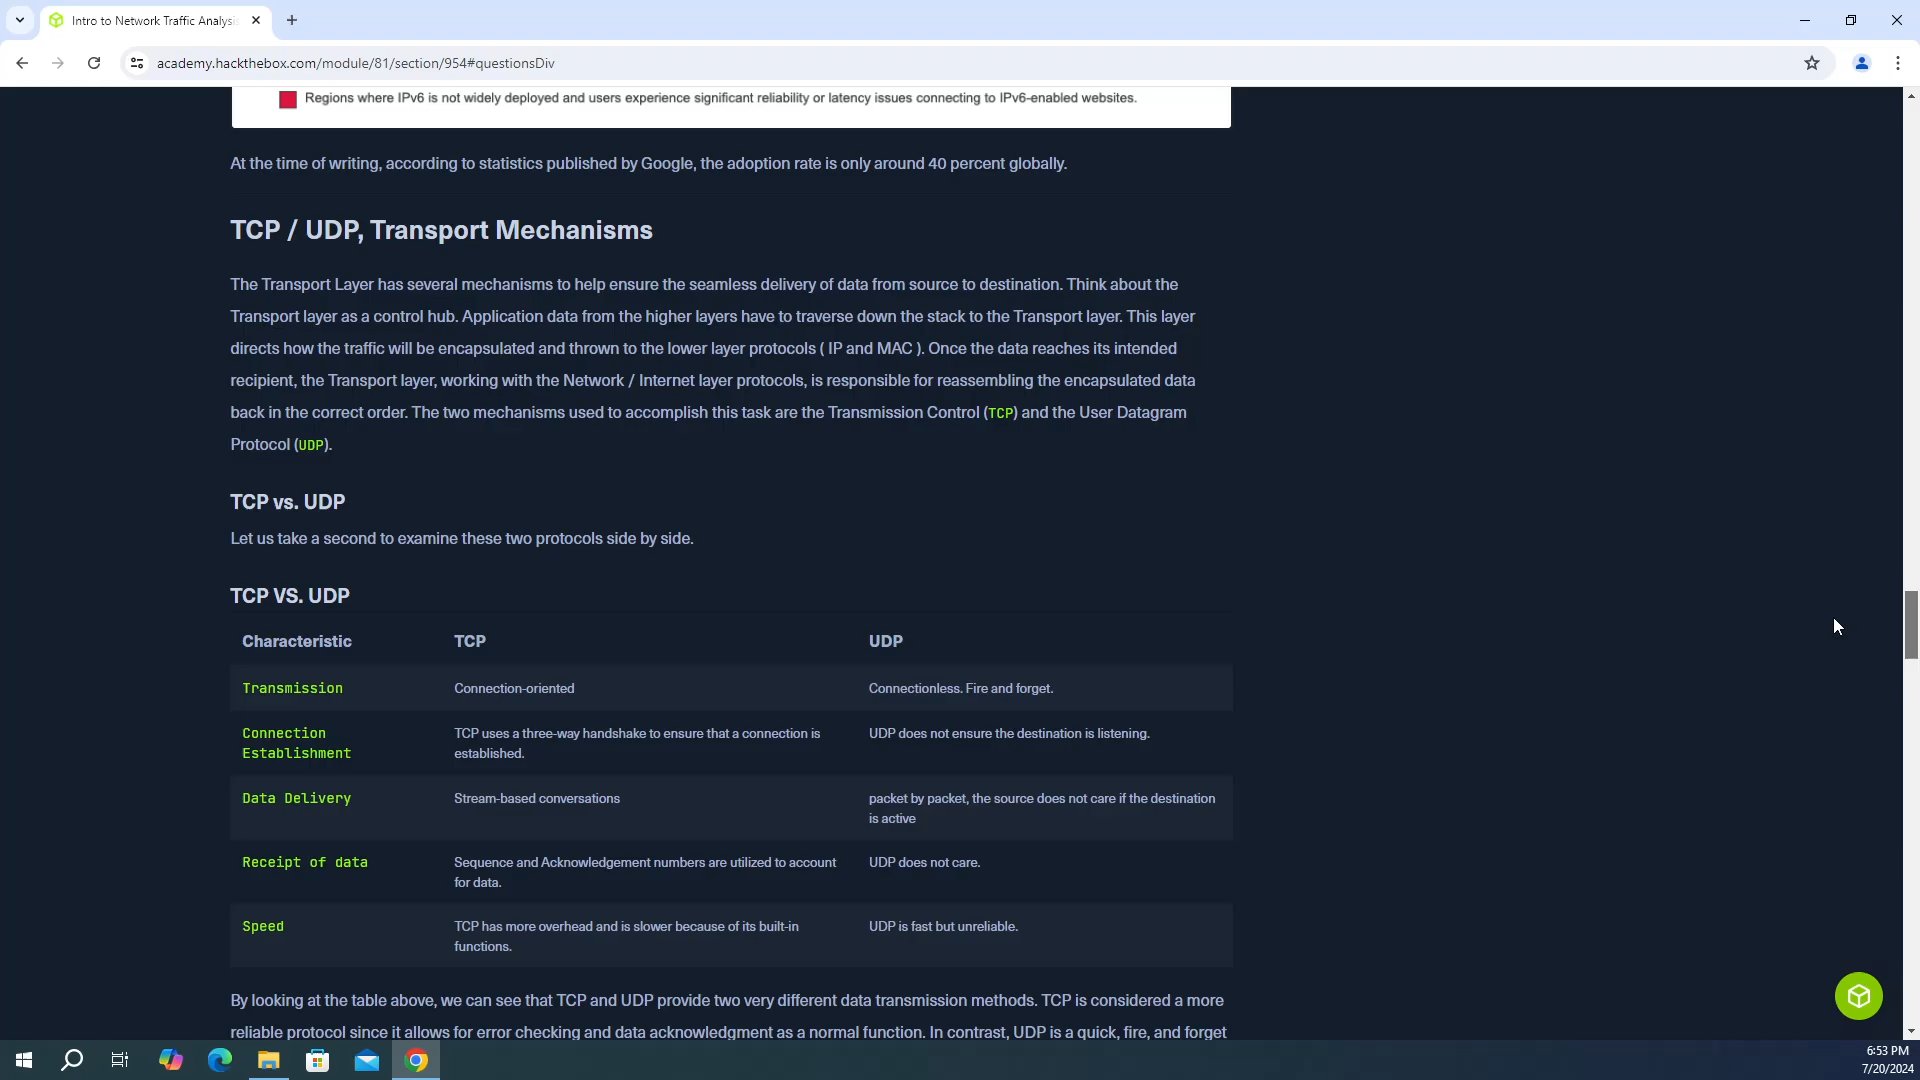 Intro to Network Traffic Analysis
academy.hackthebox.com/module/81/section/954#questionsDiv
Regions where IPv6 is not widely deployed and users experience significant reliability or latency issues connecting to IPv6-enabled websites.
At the time of writing, according to statistics published by Google, the adoption rate is only around 40 percent globally.
TCP / UDP, Transport Mechanisms
The Transport Layer has several mechanisms to help ensure the seamless delivery of data from source to destination. Think about the
Transport layer as a control hub. Application data from the higher layers have to traverse down the stack to the Transport layer. This layer
directs how the traffic will be encapsulated and thrown to the lower layer protocols ( IP and MAC ). Once the data reaches its intended
recipient, the Transport layer, working with the Network / Internet layer protocols, is responsible for reassembling the encapsulated data
back in the correct order. The two mechanisms used to accomplish this task are the Transmission Control (TCP) and the User Datagram
Protocol (UDP).
TCP vs. UDP
Let us take a second to examine these two protocols side by side.
TCP VS. UDP
Characteristic TCP UDP
Transmission Connection-oriented Connectionless. Fire and forget.
Connection Establishment TCP uses a three-way handshake to ensure that a connection is
established. UDP does not ensure the destination is listening.
Data Delivery Stream-based conversations packet by packet, the source does not care if the destination
is active
Receipt of data Sequence and Acknowledgement numbers are utilized to account
for data. UDP does not care.
Speed TCP has more overhead and is slower because of its built-in
functions. UDP is fast but unreliable.
By looking at the table above, we can see that TCP and UDP provide two very different data transmission methods. TCP is considered a more
reliable protocol since it allows for error checking and data acknowledgment as a normal function. In contrast, UDP is a quick, fire, and forget
6:53 PM
7/20/2024